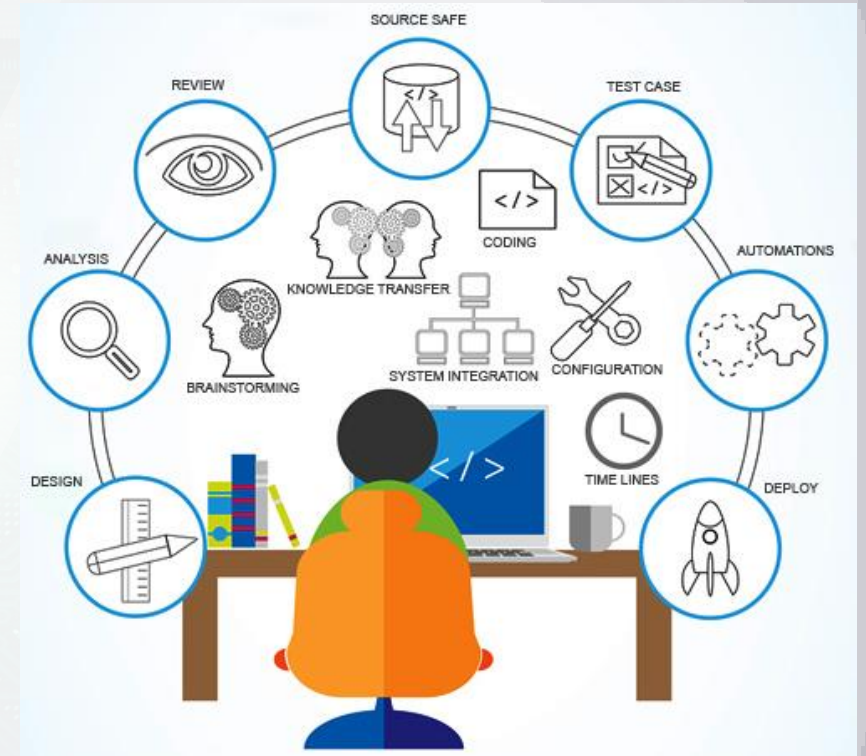 SOURCE SAFE
REVIEW
TEST CASE
</>
</>
</>
CODING
ANALYSIS
AUTOMATIONS
KNOWLEDGE TRANSFER
SYSTEM INTEGRATION
CONFIGURATION
BRAINSTORMING
</>
TIME LINES
DESIGN
DEPLOY